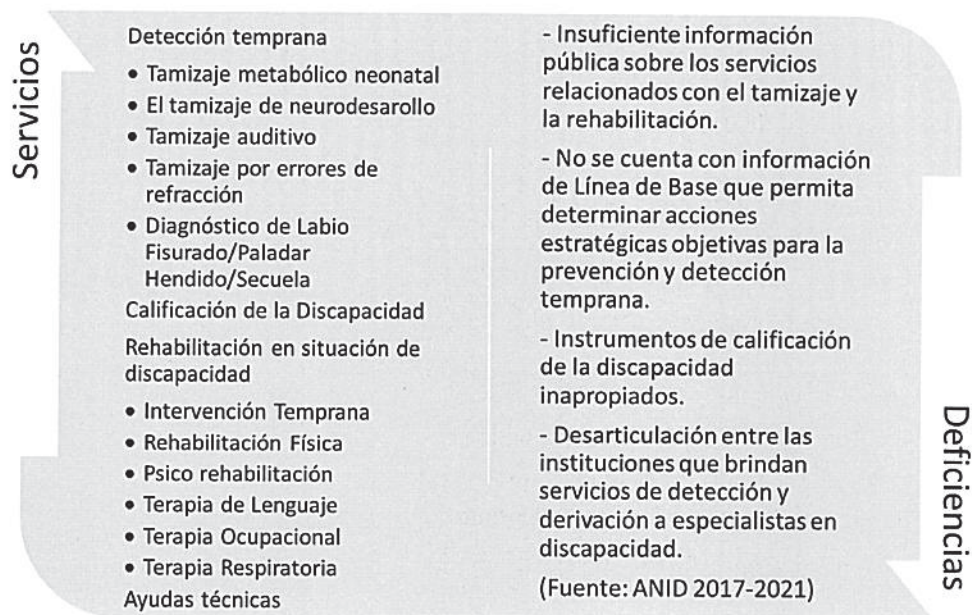 Servicios
Detección temprana
• Tamizaje metabólico neonatal
• El tamizaje de neurodesarollo
• Tamizaje auditivo
• Tamizaje por errores de
refracción
• Diagnóstico de Labio
Fisurado/Paladar
Hendido/Secuela
Calificación de la Discapacidad
Rehabilitación en situación de
discapacidad
• Intervención Temprana
• Rehabilitación Física
• Psico rehabilitación
• Terapia de Lenguaje
• Terapia Ocupacional
• Terapia Respiratoria
Ayudas técnicas
- Insuficiente información
pública sobre los servicios
relacionados con el tamizaje y
la rehabilitación.
- No se cuenta con información
de Línea de Base que permita
determinar acciones
estratégicas objetivas para la
prevención y detección
temprana.
- Instrumentos de calificación
de la discapacidad
inapropiados.
- Desarticulación entre las
instituciones que brindan
servicios de detección y
derivación a especialistas en
discapacidad.
(Fuente: ANID 2017-2021)
Deficiencias